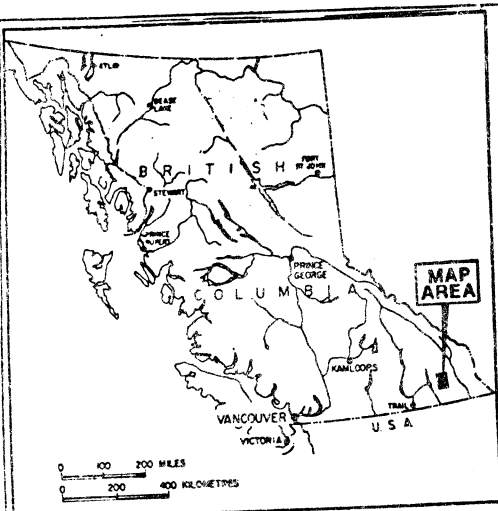 ATLIN
DEASE
LAKE
BRITISH
FORT
ST JOHN
STEWART
PRINCE
RUPERT
PRINCE
GEORGE
MAP
AREA
COLUMBIA
KAMLOOPS
TRAIL
VANCOUVER
U.S.A
VICTORIA
0 100 200 MILES
0 200 400 KILOMETRES